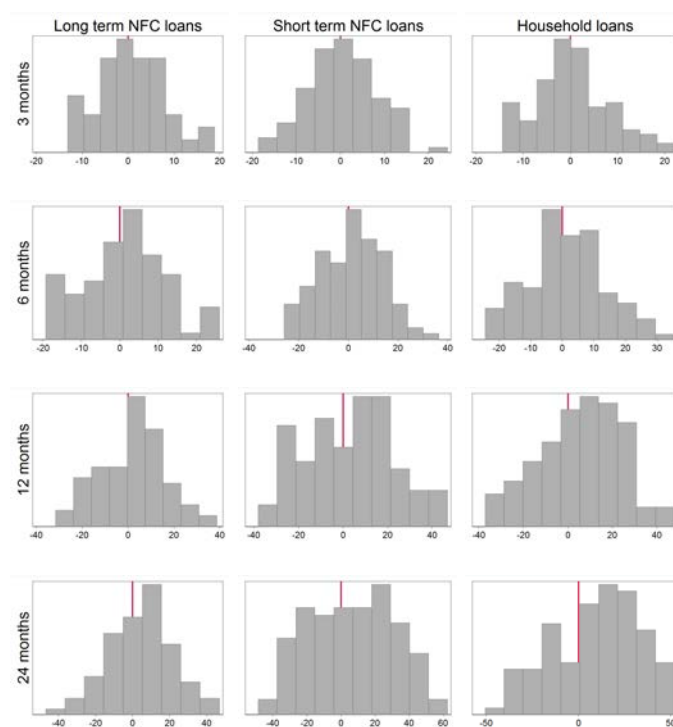 Long term NFC loans Short term NFC loans Household loans
3 months
-20 -10 0 10 20 -20 -10 0 10 20 -20 -10 0 10 20
6 months
-20 -10 0 10 20 -40 -20 0 20 40 -20 -10 0 10 20 30
12 months
-40 -20 0 20 40 -40 -20 0 20 40 -40 -20 0 20 40
24 months
-40 -20 0 20 40 -60 -40 -20 0 20 40 60 -50 0 50